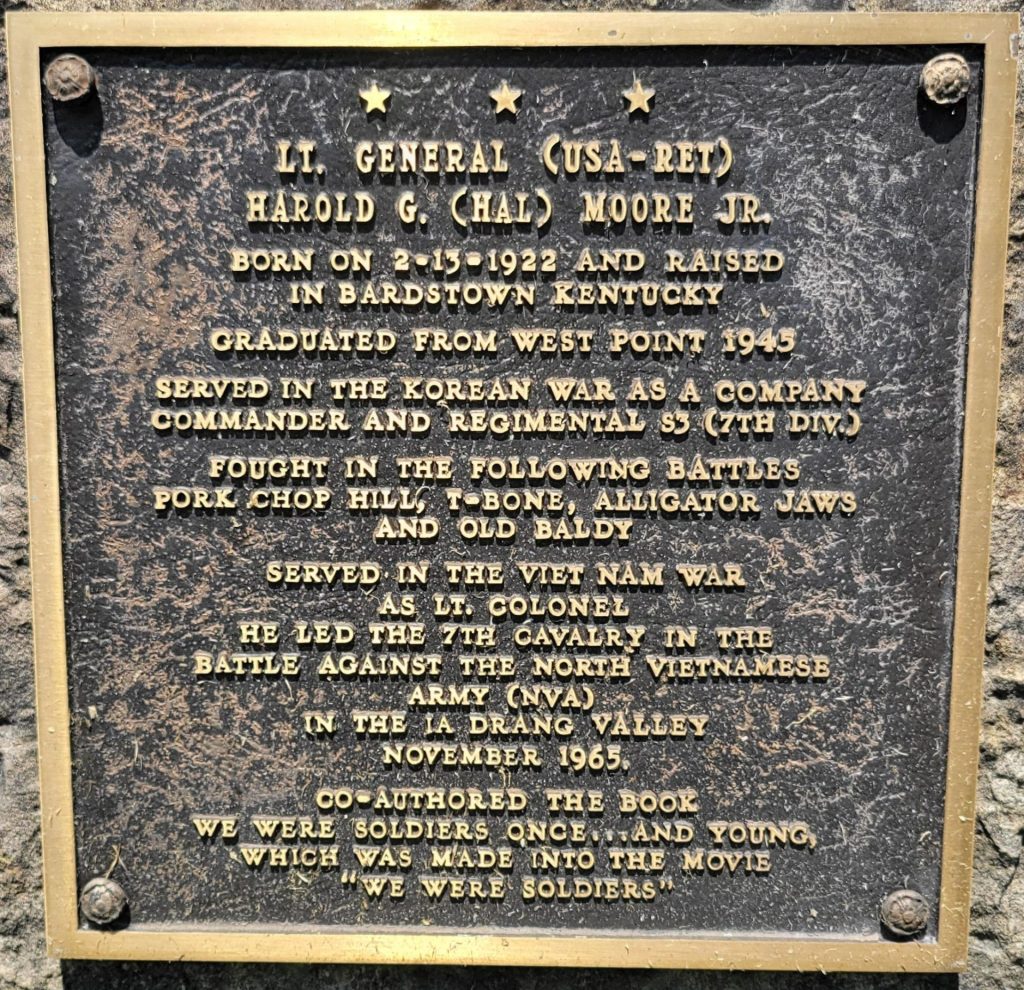 LT. GENERAL (USA-RET)
HAROLD G. (HAL) MOORE JR.
BORN ON 2-13-1922 AND RAISED
IN BARDSTOWN KENTUCKY
GRADUATED FROM WEST POINT 1945
SERVED IN THE KOREAN WAR AS A COMPANY
COMMANDER AND REGIMENTAL S3 (7TH DIV.)
FOUGHT IN THE FOLLOWING BATTLES
PORK CHOP HILL, T-BONE, ALLIGATOR JAWS
AND OLD BALDY
SERVED IN THE VIET NAM WAR
AS LT. COLONEL
HE LED THE 7TH CAVALRY IN THE
BATTLE AGAINST THE NORTH VIETNAMESE
ARMY (NVA)
IN THE IA DRANG VALLEY
NOVEMBER 1965.
CO-AUTHORED THE BOOK
WE WERE SOLDIERS ONCE...AND YOUNG,
WHICH WAS MADE INTO THE MOVIE
"WE WERE SOLDIERS"